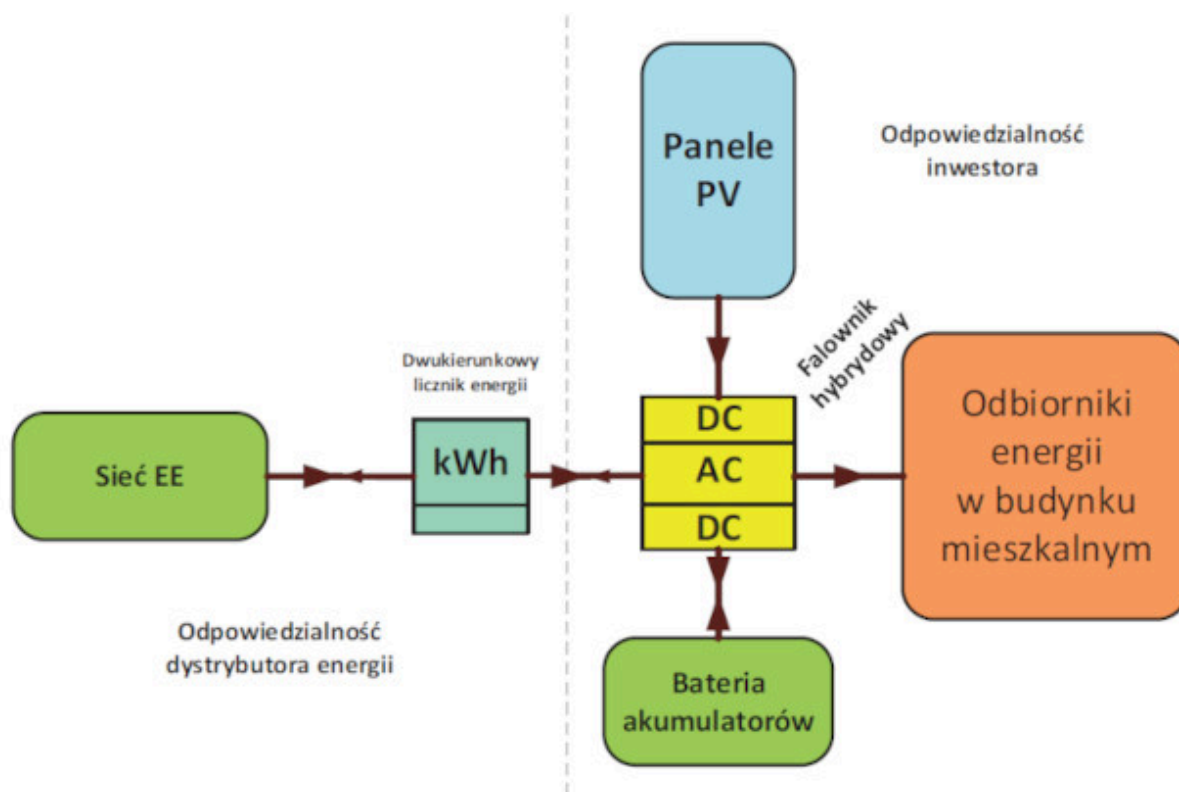 Panele
PV
Odpowiedzialność
inwestora
Falownik
hybrydowy
Dwukierunkowy
licznik energii
Sieć EE
kWh
DC
AC
DC
Odbiorniki
energii
w budynku
mieszkalnym
Odpowiedzialność
dystrybutora energii
Bateria
akumulatorów